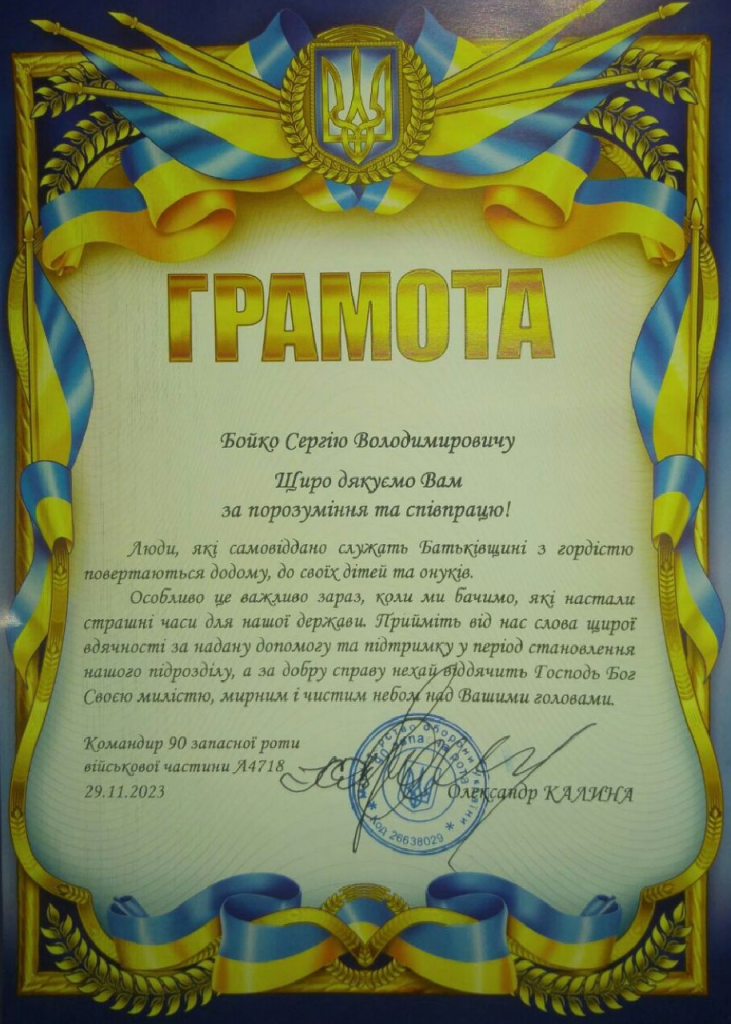 ГРАМОТА
Бойко Сергію Володимировичу
Щиро дякуємо Вам
за порозуміння та співпрацю!
Люди, які самовіддано служать Батьківщині з гордістю
повертаються додому, до своїх дітей та онуків.
Особливо це важливо зараз, коли ми бачимо, які настали
страшні часи для нашої держави. Прийміть від нас слова щирої
вдячності за надану допомогу та підтримку у період становлення
нашого підрозділу, а за добру справу нехай віддячить Господь Бог
Своєю милістю, мирним і чистим небом над Вашими головами.
Командир 90 запасної роти
військової частини А4718
29.11.2023
Олександр КАЛИНА
оборони України
* Код 26638029 *